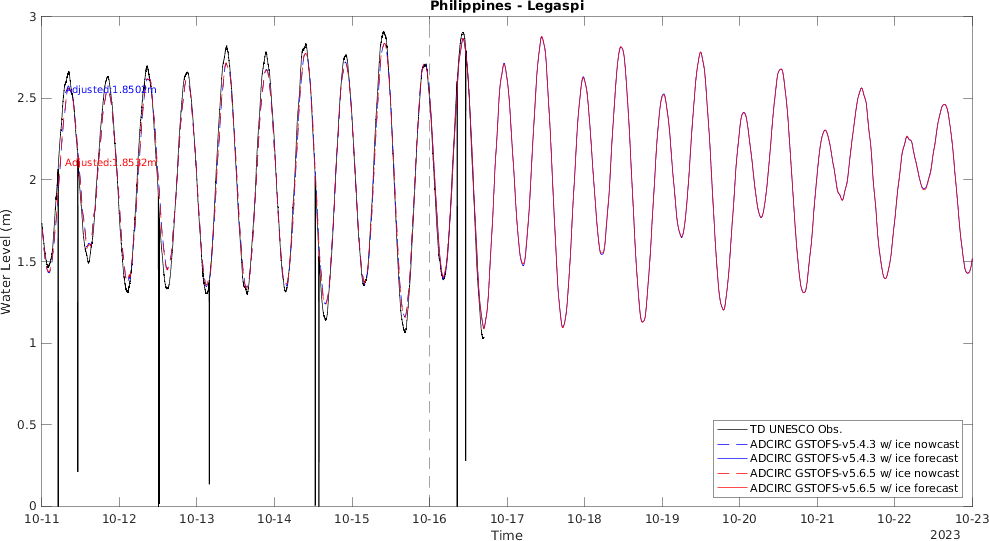 Philippines - Legaspi
3
2.5
2
1.5
1
0.5
0
Water Level (m)
Adjusted:1.8502m
Adjusted:1.8532m
TD UNESCO Obs.
ADCIRC GSTOFS-v5.4.3 w/ ice nowcast
ADCIRC GSTOFS-v5.4.3 w/ ice forecast
ADCIRC GSTOFS-v5.6.5 w/ ice nowcast
ADCIRC GSTOFS-v5.6.5 w/ ice forecast
10-11 10-12 10-13 10-14 10-15 10-16 10-17 10-18 10-19 10-20 10-21 10-22 10-23
Time
2023